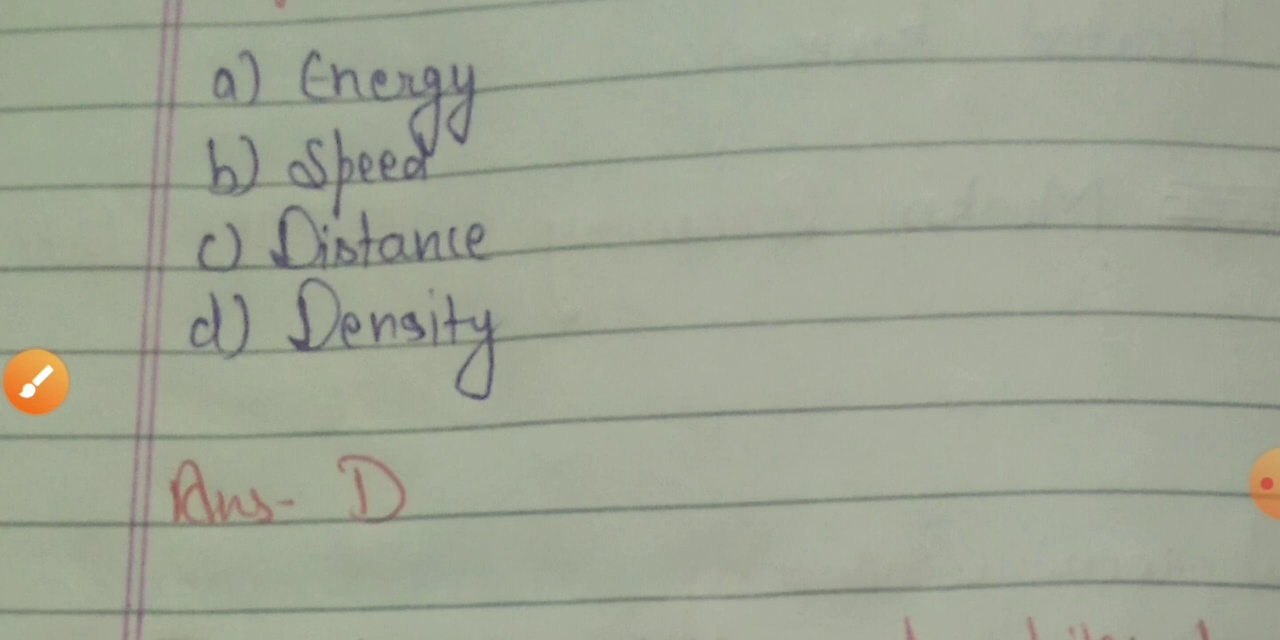 a) Energy
b) Speed
c) Distance
d) Density
Ans- D